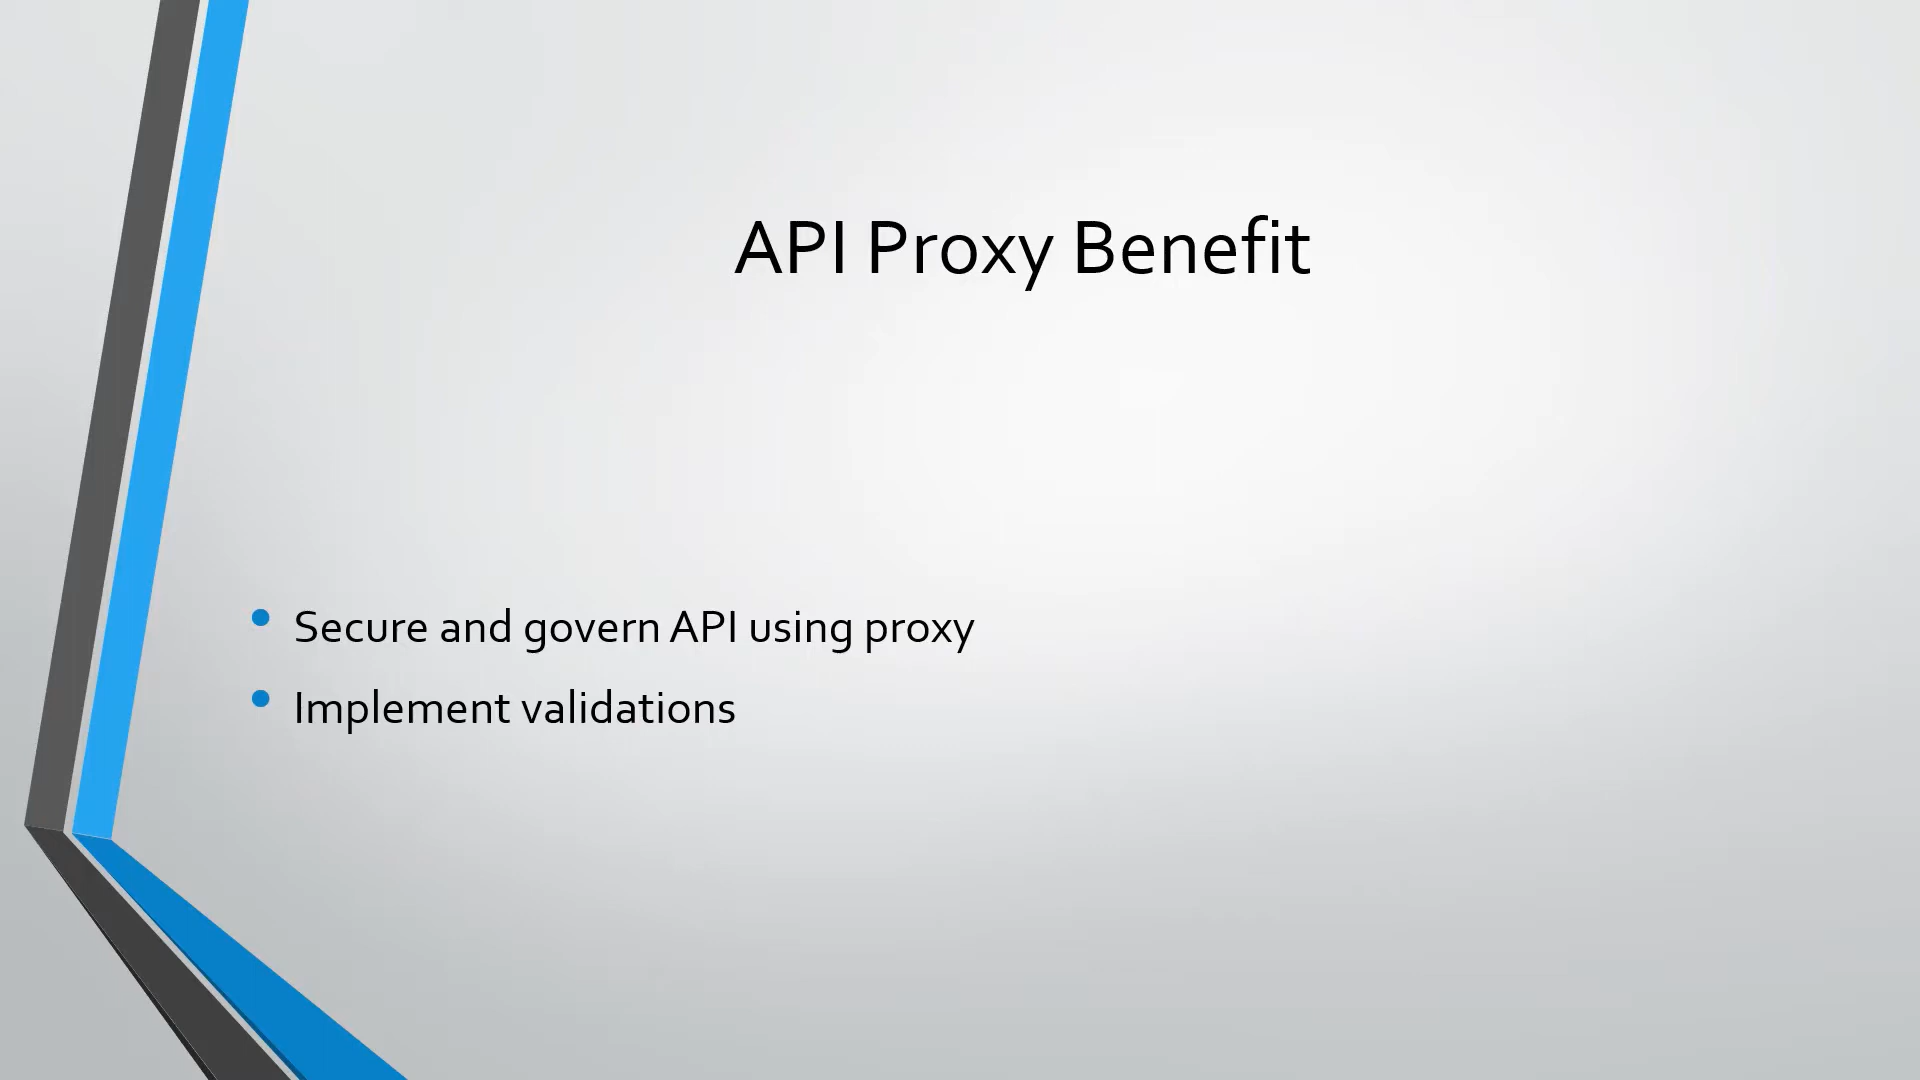 API Proxy Benefit
Secure and govern API using proxy
Implement validations